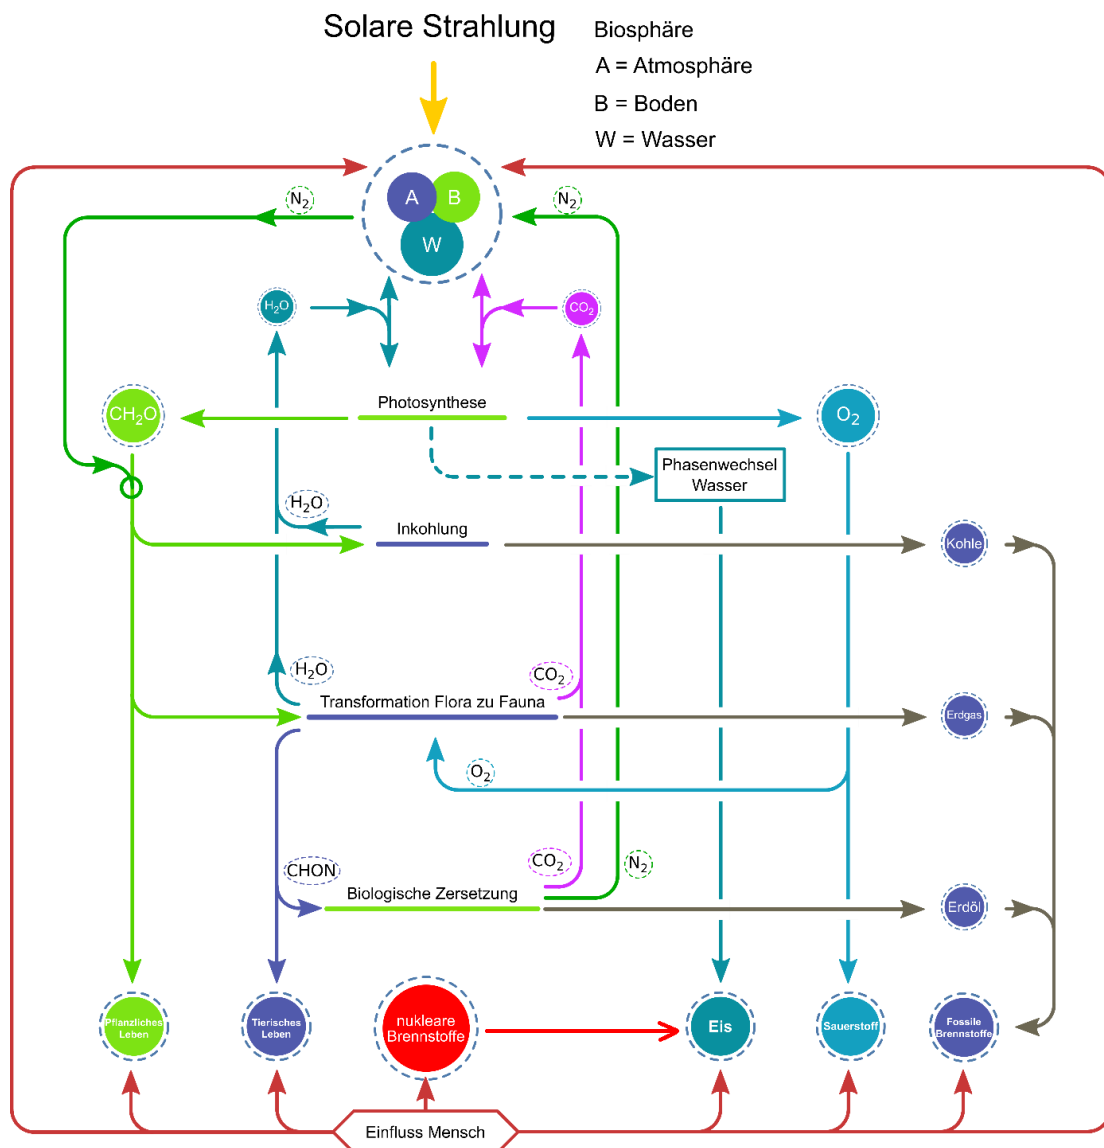 Solare Strahlung
Biosphäre
A = Atmosphäre
B = Boden
W = Wasser
A
B
W
N₂
N₂
H₂O
CO₂
CH₂O
Photosynthese
O₂
Phasenwechsel
Wasser
H₂O
Inkohlung
Kohle
H₂O
CO₂
Transformation Flora zu Fauna
Erdgas
O₂
CHON
CO₂
N₂
Biologische Zersetzung
Erdöl
Pflanzliches
Leben
Tierisches
Leben
nukleare
Brennstoffe
Eis
Sauerstoff
Fossile
Brennstoffe
Einfluss Mensch